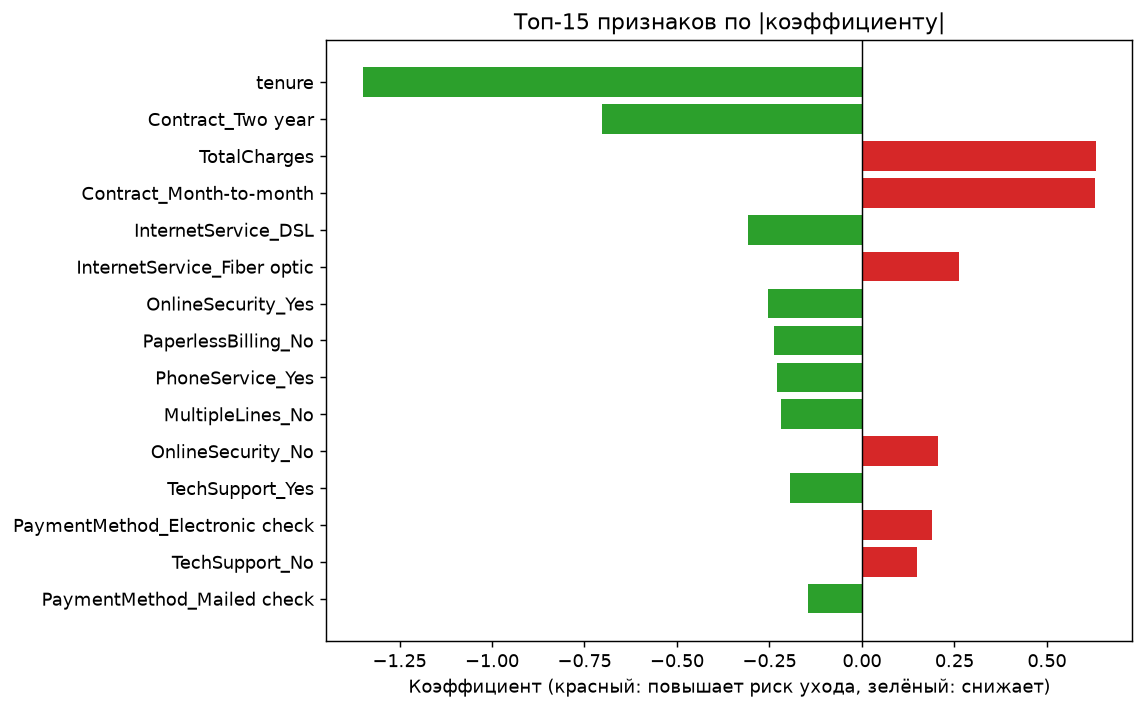 Топ-15 признаков по |коэффициенту|
tenure
Contract_Two year
TotalCharges
Contract_Month-to-month
InternetService_DSL
InternetService_Fiber optic
OnlineSecurity_Yes
PaperlessBilling_No
PhoneService_Yes
MultipleLines_No
OnlineSecurity_No
TechSupport_Yes
PaymentMethod_Electronic check
TechSupport_No
PaymentMethod_Mailed check
−1.25 −1.00 −0.75 −0.50 −0.25 0.00 0.25 0.50
Коэффициент (красный: повышает риск ухода, зелёный: снижает)